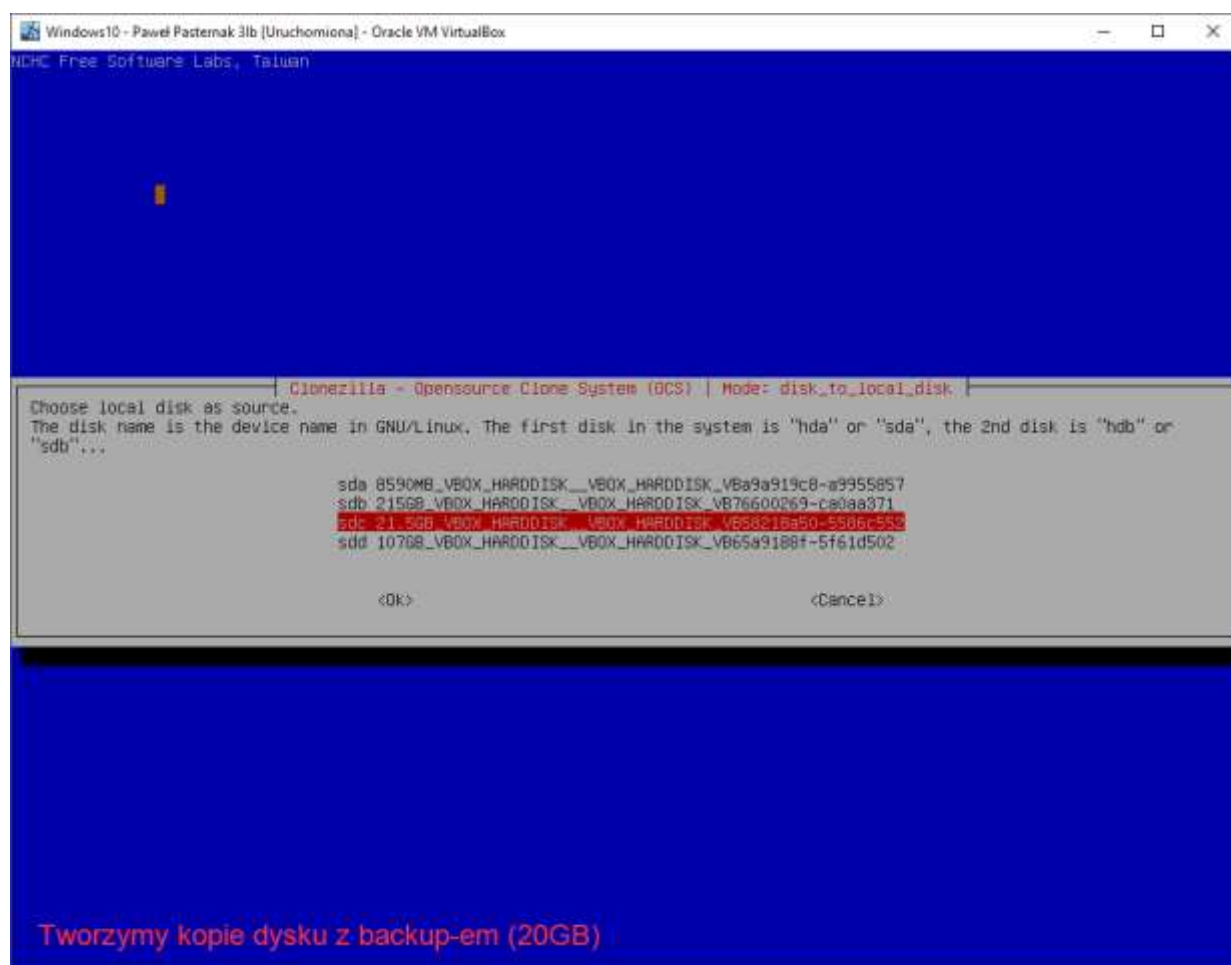 Windows10 - Paweł Pasternak 3lb [Uruchomiona] - Oracle VM VirtualBox
NCHC Free Software Labs, Taiwan
Clonezilla - Opensource Clone System (OCS) | Mode: disk_to_local_disk
Choose local disk as source.
The disk name is the device name in GNU/Linux. The first disk in the system is "hda" or "sda", the 2nd disk is "hdb" or
"sdb"...
sda 8590MB_VBOX_HARDDISK__VBOX_HARDDISK_VBa9a919c8-a9955857
sdb 215GB_VBOX_HARDDISK__VBOX_HARDDISK_VB76600269-ca0aa371
sdc 21.5GB_VBOX_HARDDISK__VBOX_HARDDISK_VB58218a50-5586c552
sdd 107GB_VBOX_HARDDISK__VBOX_HARDDISK_VB65a9188f-5f61d502
<Ok> <Cancel>
Tworzymy kopie dysku z backup-em (20GB)